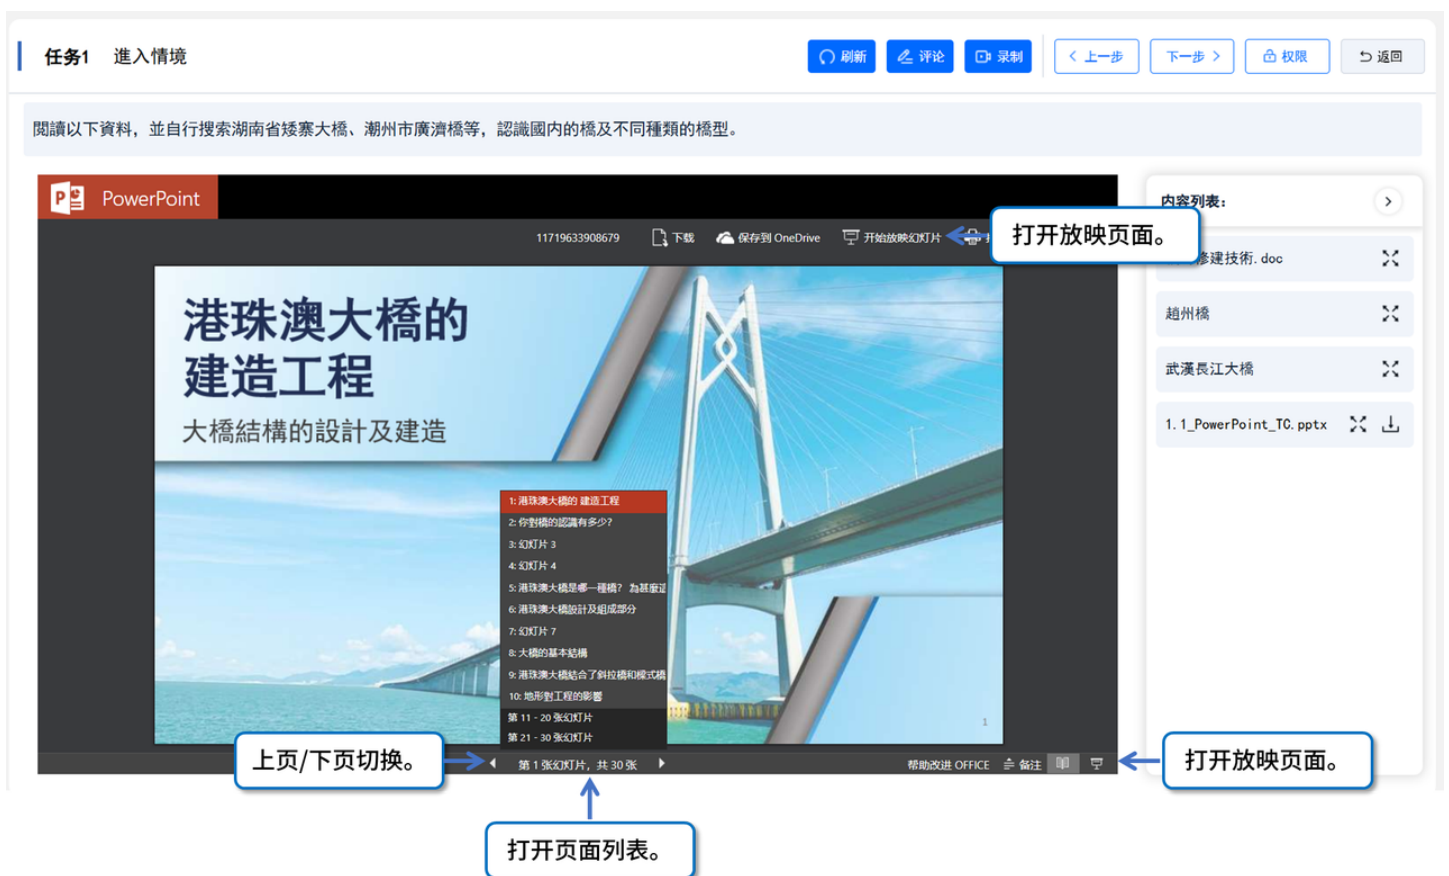 任务1 進入情境
刷新 评论 录制 上一步 下一步 权限 返回
閱讀以下資料，並自行搜索湖南省矮寨大橋、潮州市廣濟橋等，認識國內的橋及不同種類的橋型。
PowerPoint
11719633908679 下载 保存到 OneDrive 开始放映幻灯片
打开放映页面。
港珠澳大橋的
建造工程
大橋結構的設計及建造
1: 港珠澳大橋的 建造工程
2: 你對橋的認識有多少?
3: 幻灯片 3
4: 幻灯片 4
5: 港珠澳大橋是哪一種橋? 為甚麼這
6: 港珠澳大橋設計及組成部分
7: 幻灯片 7
8: 大橋的基本結構
9: 港珠澳大橋結合了斜拉橋和樑式橋
10: 地形對工程的影響
第 11 - 20 张幻灯片
第 21 - 30 张幻灯片
1
上页/下页切换。
第 1 张幻灯片，共 30 张
帮助改进 OFFICE 备注
打开放映页面。
打开页面列表。
内容列表:
修建技術.doc
趙州橋
武漢長江大橋
1.1_PowerPoint_TC.pptx